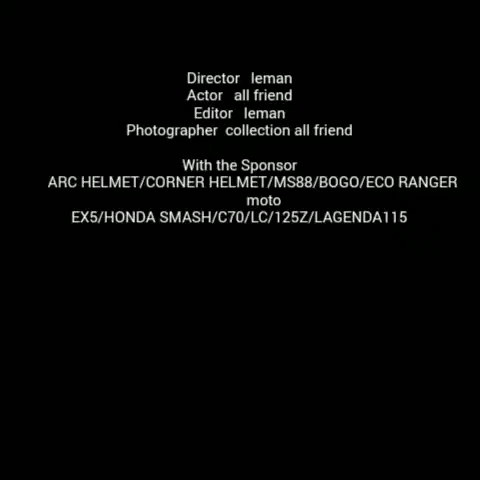 Director leman
Actor all friend
Editor leman
Photographer collection all friend
With the Sponsor
ARC HELMET/CORNER HELMET/MS88/BOGO/ECO RANGER
moto
EX5/HONDA SMASH/C70/LC/125Z/LAGENDA115